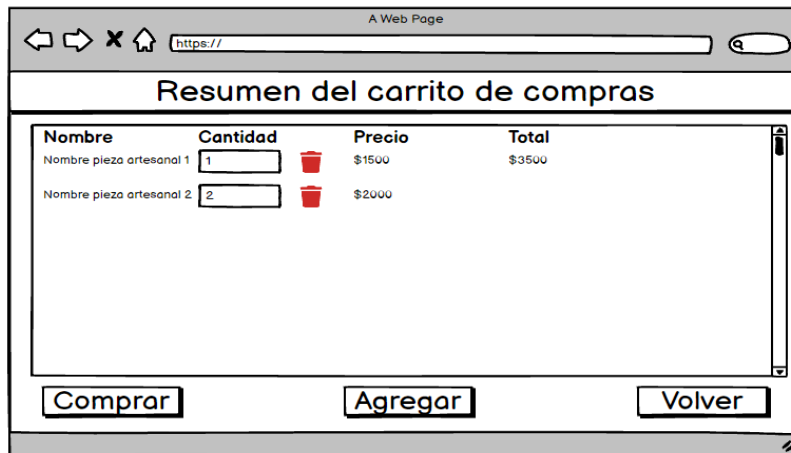 A Web Page
https://
Resumen del carrito de compras
Nombre Cantidad Precio Total
Nombre pieza artesanal 1 1 $1500 $3500
Nombre pieza artesanal 2 2 $2000
Comprar Agregar Volver